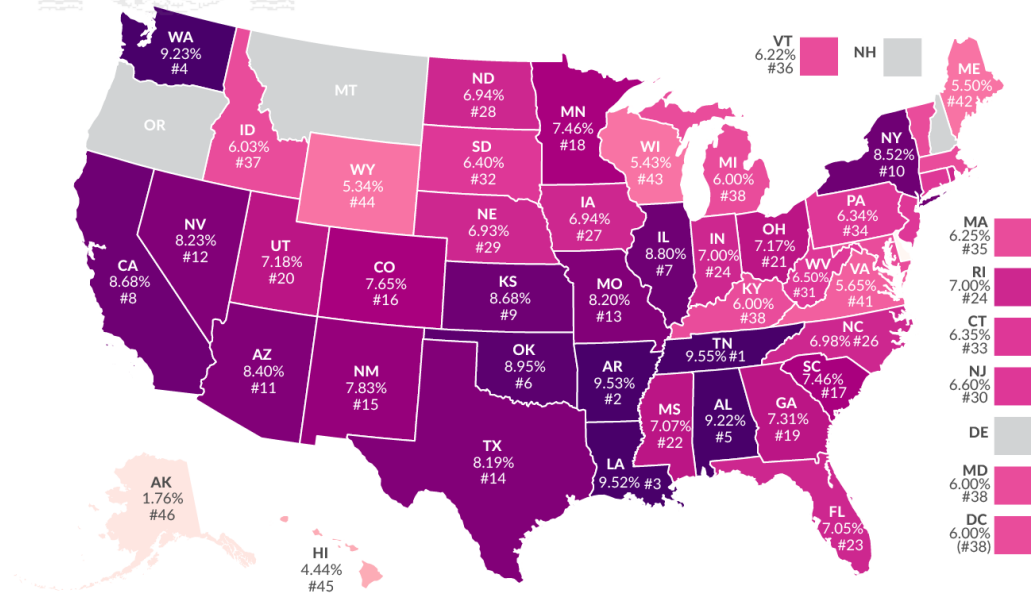 WA
9.23%
#4
MT
OR
ID
6.03%
#37
WY
5.34%
#44
ND
6.94%
#28
SD
6.40%
#32
NE
6.93%
#29
MN
7.46%
#18
IA
6.94%
#27
WI
5.43%
#43
MI
6.00%
#38
VT
6.22%
#36
NH
ME
5.50%
#42
NY
8.52%
#10
PA
6.34%
#34
NV
8.23%
#12
UT
7.18%
#20
CO
7.65%
#16
CA
8.68%
#8
KS
8.68%
#9
MO
8.20%
#13
IL
8.80%
#7
IN
7.00%
#24
OH
7.17%
#21
WV
6.50%
#31
VA
5.65%
#41
KY
6.00%
#38
NC
6.98% #26
TN
9.55% #1
SC
7.46%
#17
AZ
8.40%
#11
NM
7.83%
#15
OK
8.95%
#6
AR
9.53%
#2
MS
7.07%
#22
AL
9.22%
#5
GA
7.31%
#19
TX
8.19%
#14
LA
9.52% #3
FL
7.05%
#23
AK
1.76%
#46
HI
4.44%
#45
MA
6.25%
#35
RI
7.00%
#24
CT
6.35%
#33
NJ
6.60%
#30
DE
MD
6.00%
#38
DC
6.00%
(#38)